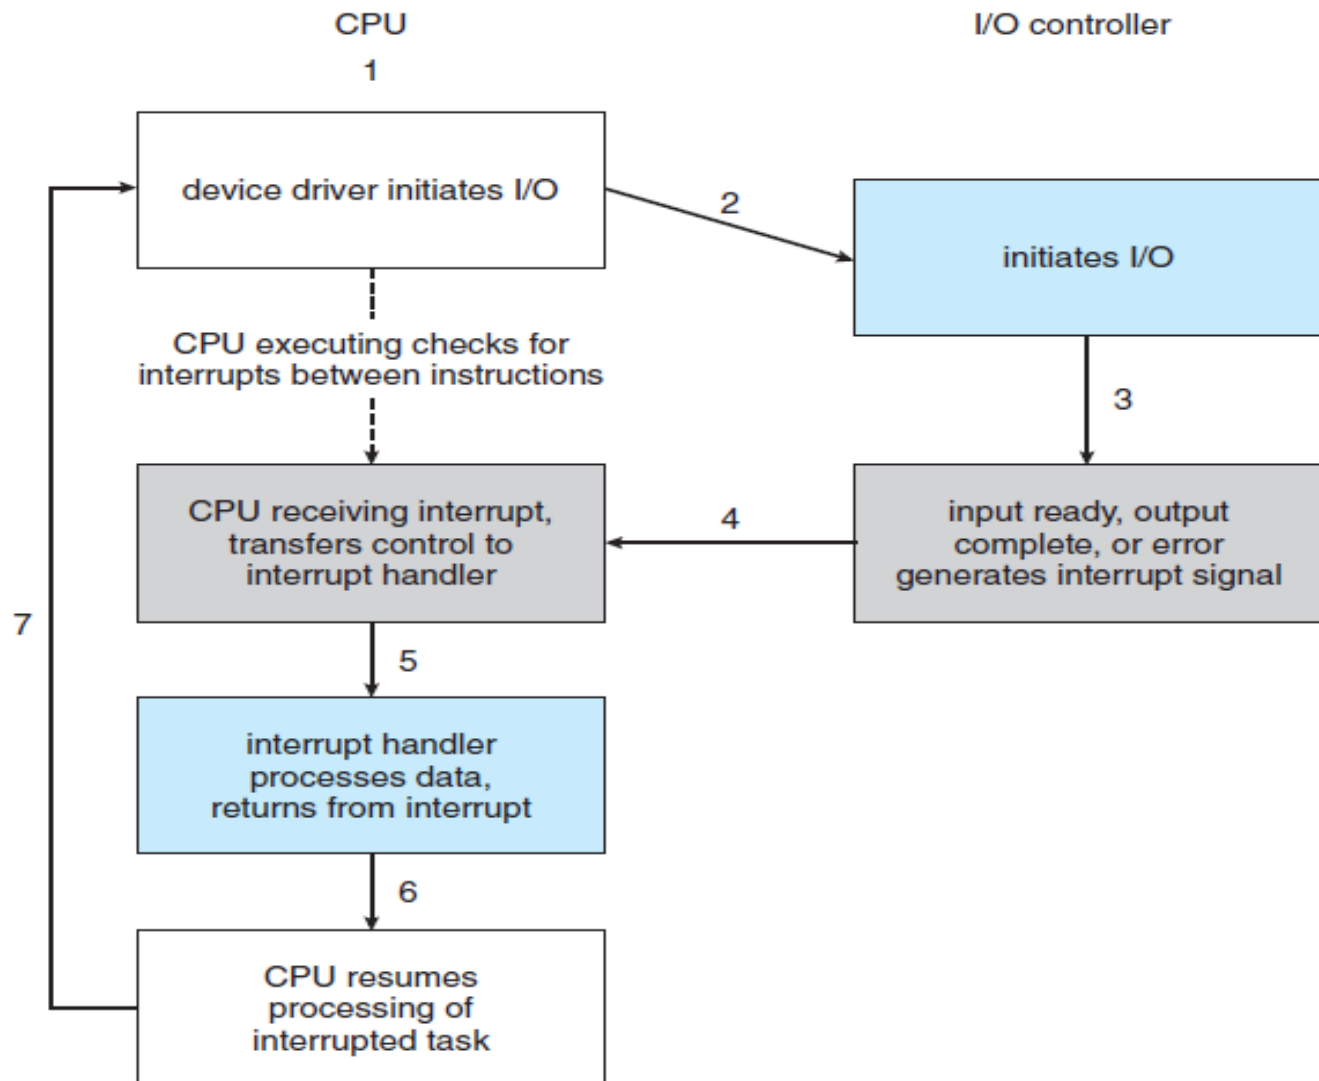 CPU
I/O controller
1
device driver initiates I/O
2
initiates I/O
CPU executing checks for
interrupts between instructions
3
CPU receiving interrupt,
transfers control to
interrupt handler
4
input ready, output
complete, or error
generates interrupt signal
7
5
interrupt handler
processes data,
returns from interrupt
6
CPU resumes
processing of
interrupted task